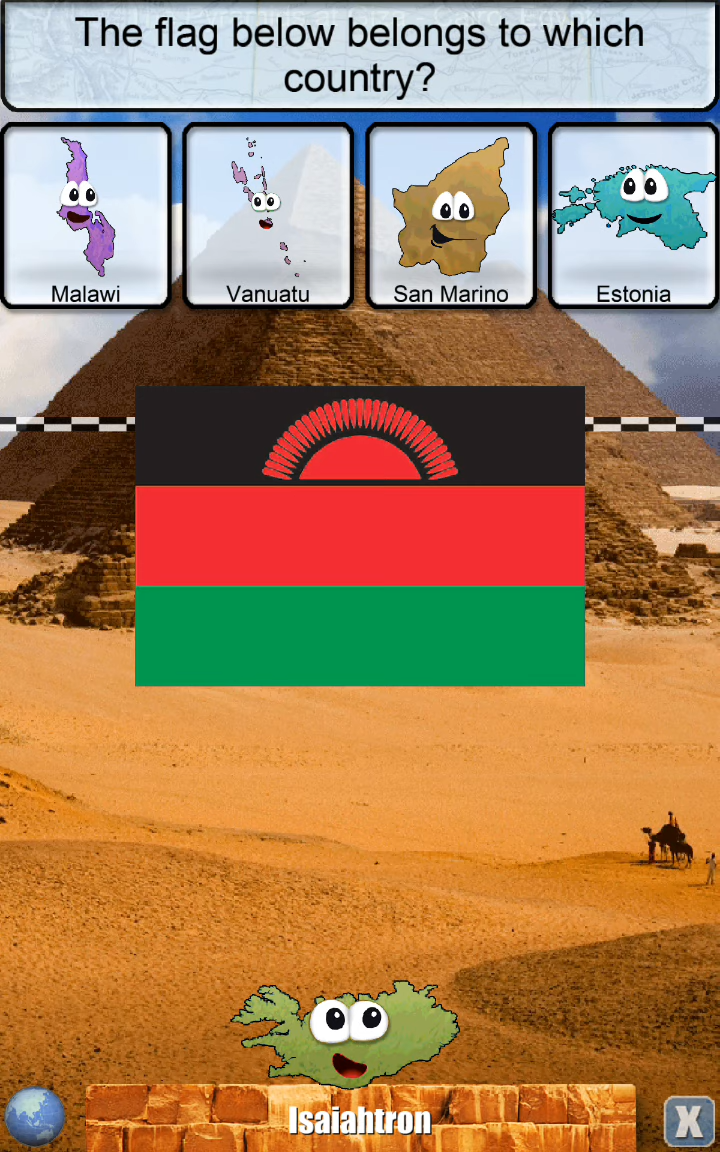 The flag below belongs to which
country?
Malawi
Vanuatu
San Marino
Estonia
Isaiahtron
X